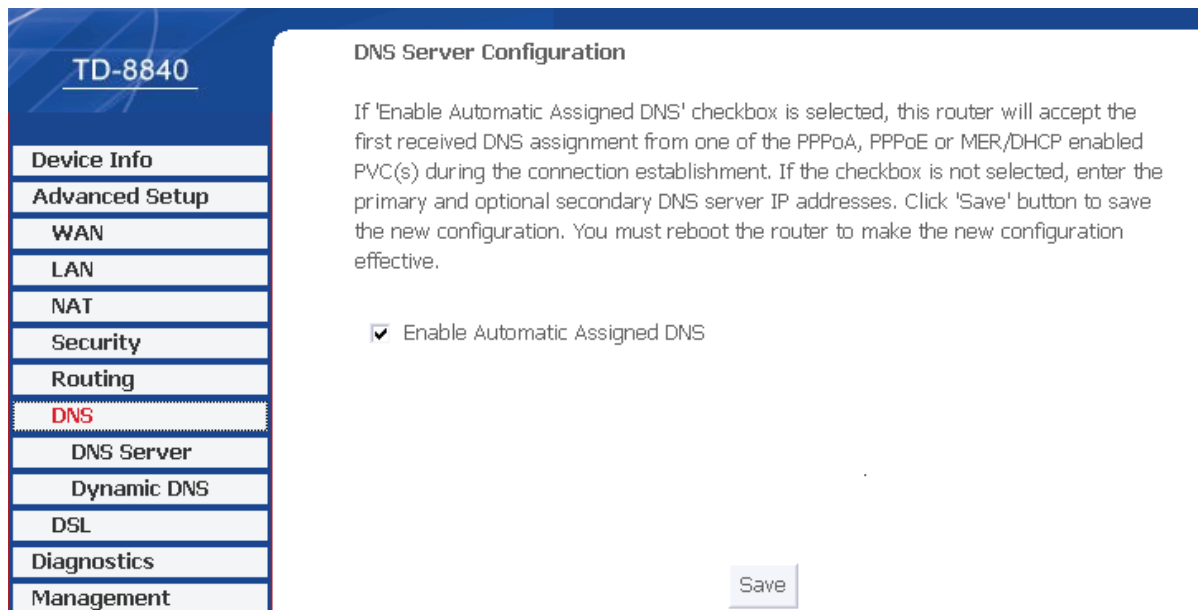 TD-8840
Device Info
Advanced Setup
WAN
LAN
NAT
Security
Routing
DNS
DNS Server
Dynamic DNS
DSL
Diagnostics
Management
DNS Server Configuration
If 'Enable Automatic Assigned DNS' checkbox is selected, this router will accept the
first received DNS assignment from one of the PPPoA, PPPoE or MER/DHCP enabled
PVC(s) during the connection establishment. If the checkbox is not selected, enter the
primary and optional secondary DNS server IP addresses. Click 'Save' button to save
the new configuration. You must reboot the router to make the new configuration
effective.
Enable Automatic Assigned DNS
Save